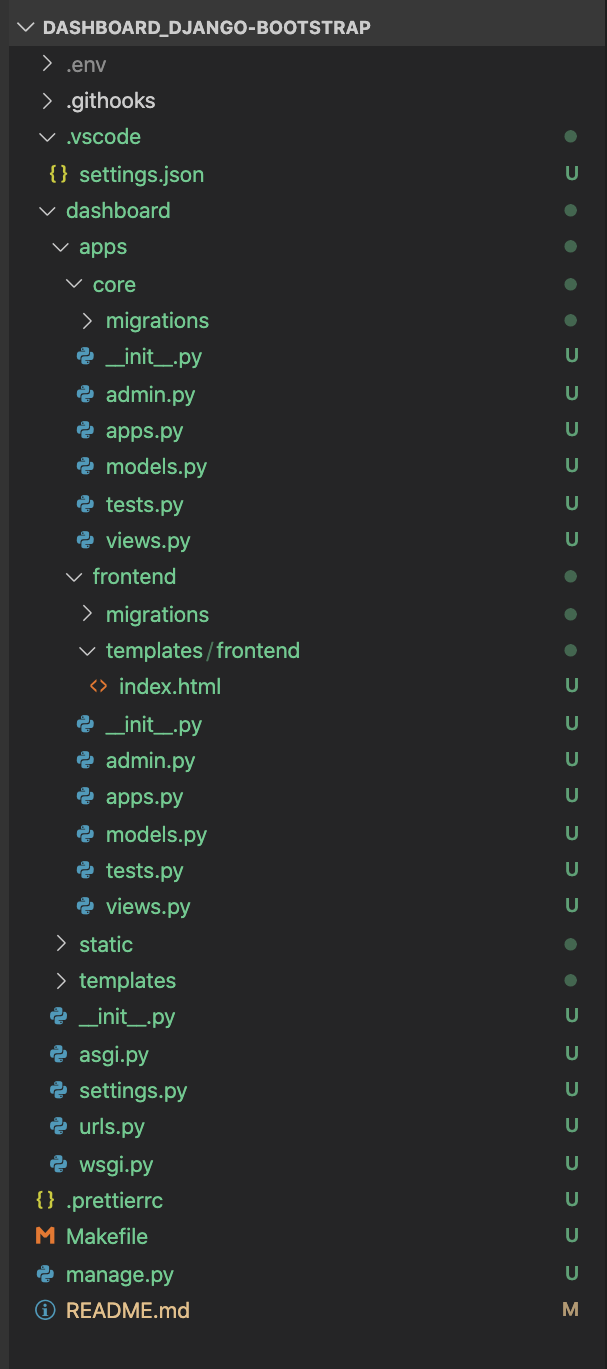 DASHBOARD_DJANGO-BOOTSTRAP
.env
.githooks
.vscode
{} settings.json U
dashboard
apps
core
migrations
__init__.py U
admin.py U
apps.py U
models.py U
tests.py U
views.py U
frontend
migrations
templates/frontend
<> index.html U
__init__.py U
admin.py U
apps.py U
models.py U
tests.py U
views.py U
static
templates
__init__.py U
asgi.py U
settings.py U
urls.py U
wsgi.py U
{} .prettierrc U
M Makefile U
manage.py U
README.md M